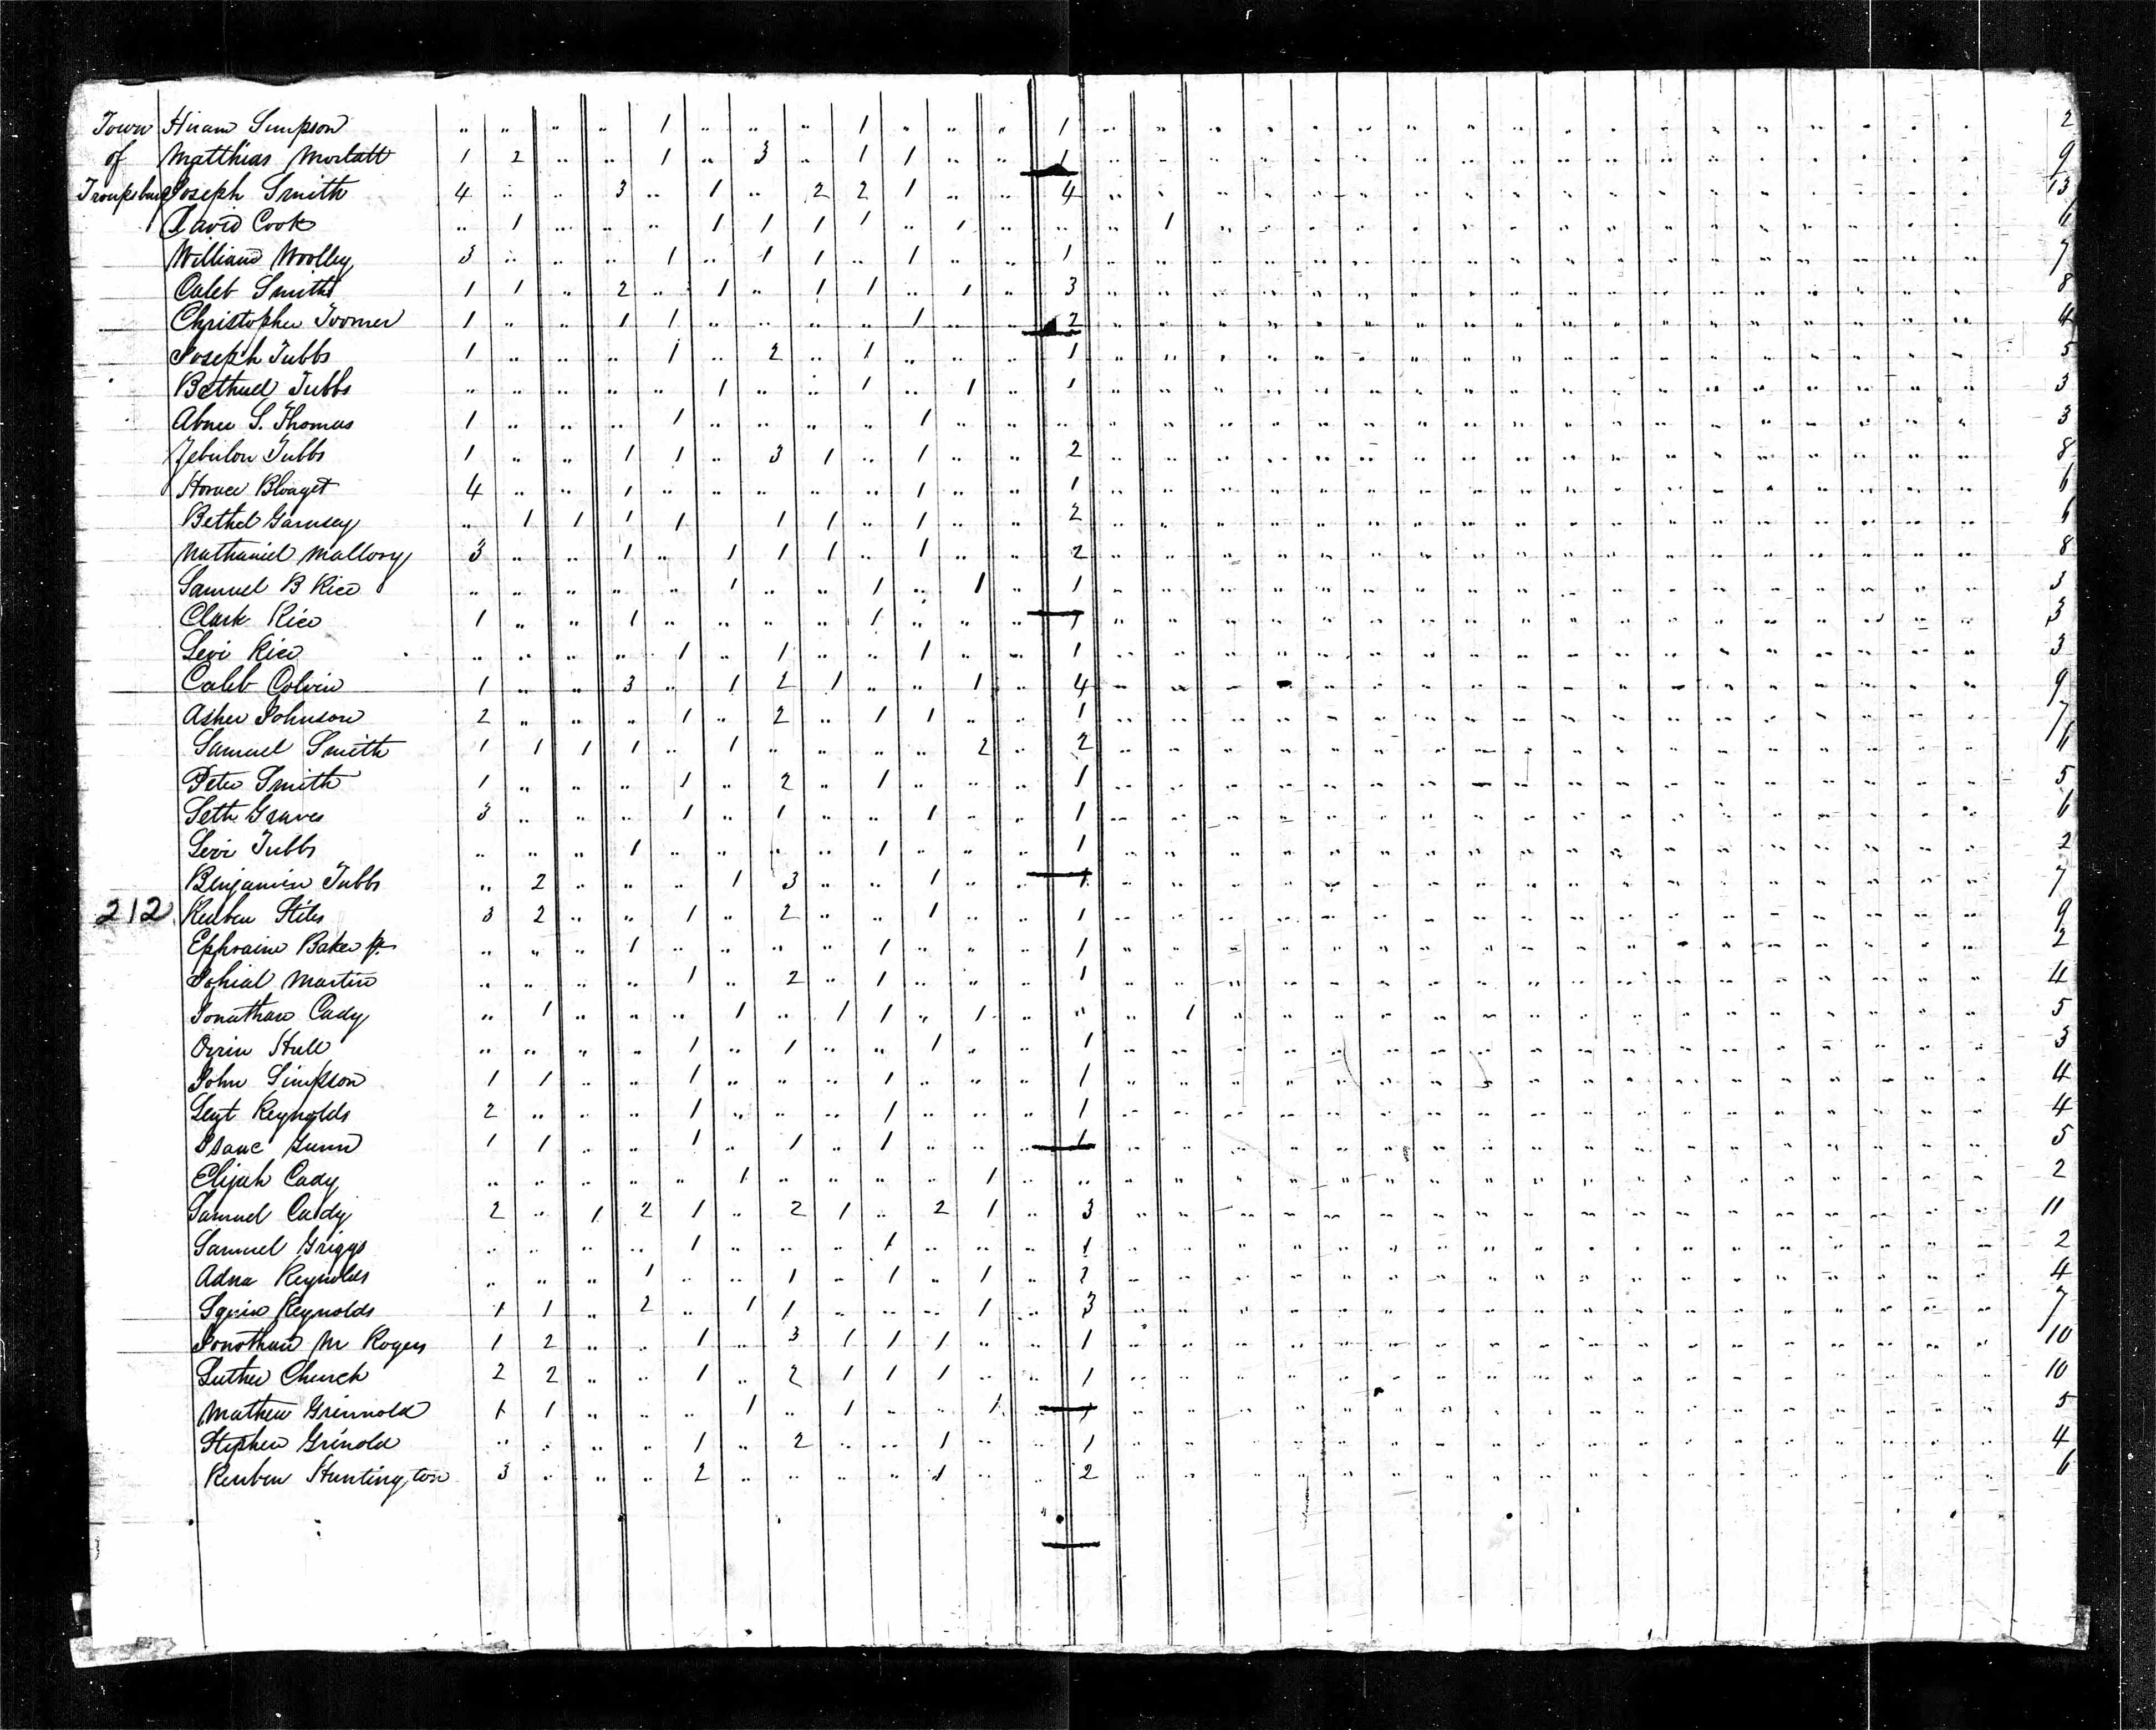 Town Hiram Simpson .. .. .. .. 1 .. .. .. 1 .. .. .. 1 2
of Matthias 1 2 .. .. 1 .. 3 .. 1 1 .. .. 1 9
Troupsburg Joseph Smith 4 .. .. 3 .. 1 .. 2 2 1 .. .. 4 13
David Cook .. 1 .. .. .. 1 1 1 1 .. 1 .. .. .. 1 6
William Woolley 3 .. .. .. 1 .. 1 1 .. 1 .. .. 1 7
Caleb Smith 1 1 .. 2 .. 1 .. 1 1 .. 1 .. 3 8
Christopher Toomer 1 .. .. 1 1 .. .. .. .. 1 .. .. 2 4
Joseph Tubbs 1 .. .. .. 1 .. 2 .. 1 .. .. .. 1 5
Bethuel Tubbs .. .. .. .. .. 1 .. .. 1 .. 1 .. 1 3
Abner S. Thomas 1 .. .. .. 1 .. .. .. .. 1 .. .. .. 3
Zebulon Tubbs 1 .. .. 1 1 .. 3 1 .. 1 .. .. 2 8
Horace Bloaget 4 .. .. 1 .. .. .. .. .. 1 .. .. 1 6
Bethel Garnsey .. 1 1 1 1 .. 1 1 .. 1 .. .. 2 6
Nathaniel Mallory 3 .. .. 1 .. 1 1 1 .. 1 .. .. 2 8
Samuel B Rice .. .. .. .. .. 1 .. .. 1 .. 1 .. 1 3
Clark Rice 1 .. .. 1 .. .. .. .. 1 .. .. .. 1 3
Levi Rice .. .. .. .. 1 .. 1 .. .. 1 .. .. 1 3
Caleb Colvin 1 .. .. 3 .. 1 2 1 .. .. 1 .. 4 9
Asher Johnson 2 .. .. .. 1 .. 2 .. 1 1 .. .. 1 7
Samuel Smith 1 1 1 1 .. 1 .. .. .. .. 2 .. 2
Peter Smith 1 .. .. .. 1 .. 2 .. 1 .. .. .. 1 5
Seth Graves 3 .. .. .. 1 .. 1 .. .. 1 .. .. 1 6
Levi Tubbs .. .. .. 1 .. .. .. .. 1 .. .. .. 1 2
Benjamin Tubbs .. 2 .. .. .. 1 3 .. .. 1 .. .. 1 7
212 Reuben Stiles 3 2 .. .. 1 .. 2 .. .. 1 .. .. 1 9
Ephraim Baker Jr. .. .. .. 1 .. .. .. .. 1 .. .. .. 1 2
Martin .. .. .. .. 1 .. 2 .. 1 .. .. .. 1 4
Jonathan Cady .. 1 .. .. .. 1 .. 1 1 .. 1 .. .. .. 1 5
Orrin Hull .. .. .. .. 1 .. 1 .. .. 1 .. .. 1 3
John Simpson 1 1 .. .. 1 .. .. .. 1 .. .. .. 1 4
Reynolds 2 .. .. .. 1 .. .. .. 1 .. .. .. 1 4
Isaac Gunn 1 1 .. .. 1 .. 1 .. 1 .. .. .. 1 5
Elijah Cady .. .. .. .. .. 1 .. .. .. .. 1 .. .. 2
Samuel Cady 2 .. 1 2 1 .. 2 1 .. 2 1 .. 3 11
Samuel Griggs .. .. .. .. 1 .. .. .. 1 .. .. .. 1 2
Adna Reynolds .. .. .. 1 .. .. 1 .. 1 .. 1 .. 2 4
Squire Reynolds 1 1 .. 2 .. 1 1 .. .. .. 1 .. 3 7
Jonothan M Rogers 1 2 .. .. 1 .. 3 1 1 1 .. .. 1 10
Luther Church 2 2 .. .. 1 .. 2 1 1 1 .. .. 1 10
Mathew Grinnold 1 1 .. .. .. 1 .. 1 .. .. 1 .. 1 5
Stephen Grinold .. .. .. .. 1 .. 2 .. .. 1 .. .. 1 4
Reuben Huntington 3 .. .. .. 2 .. .. .. .. 1 .. .. 2 6